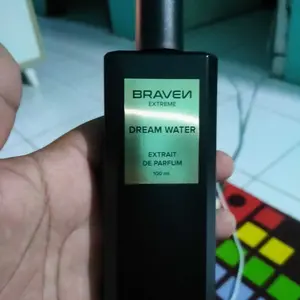 BRAVEN
EXTREME
DREAM WATER
EXTRAIT
DE PARFUM
100 ml